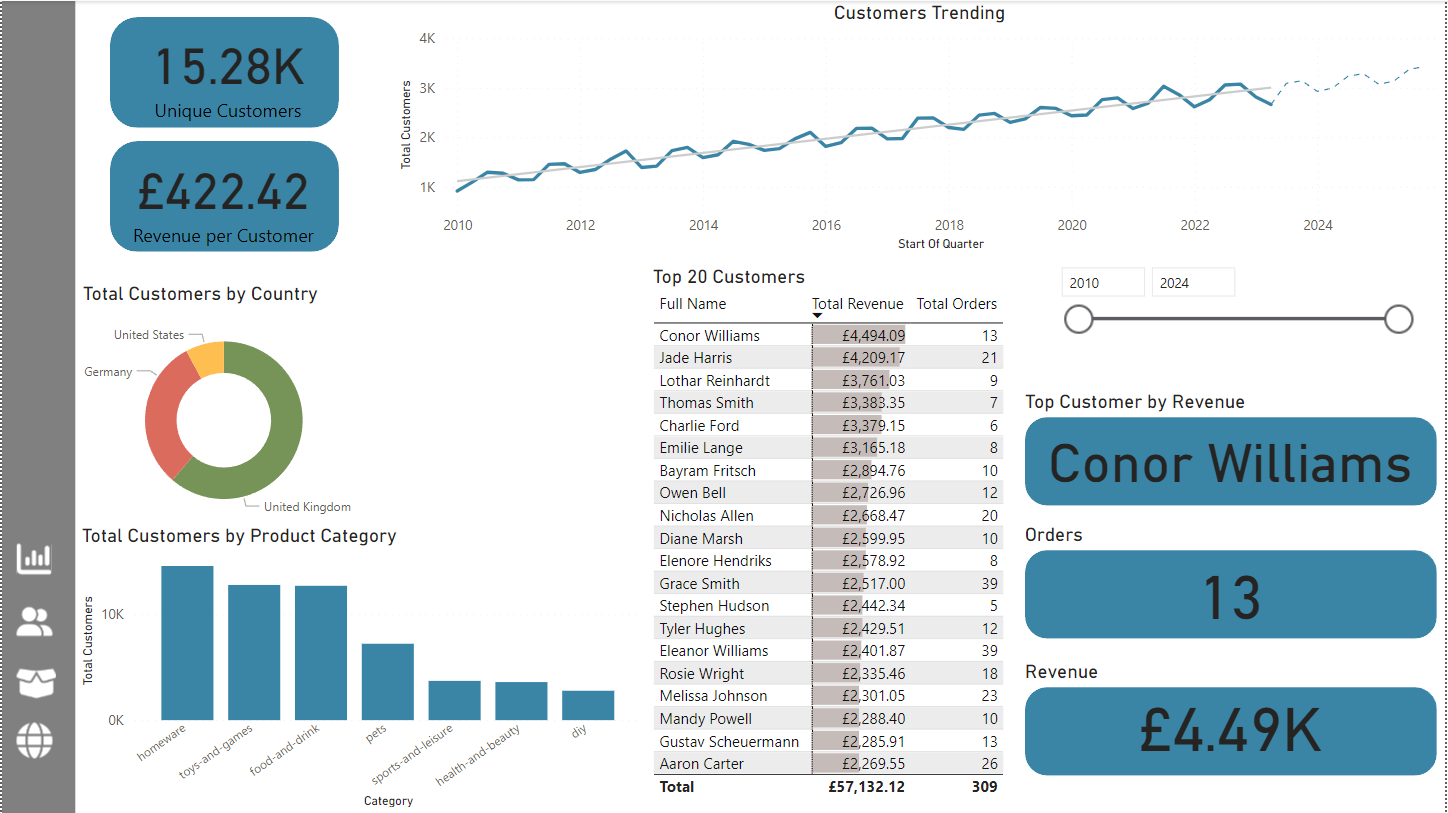 15.28K
Unique Customers
£422.42
Revenue per Customer
Customers Trending
4K
3K
2K
1K
Total Customers
2010 2012 2014 2016 2018 2020 2022 2024
Start Of Quarter
Total Customers by Country
United States
Germany
United Kingdom
Total Customers by Product Category
10K
0K
Total Customers
homeware toys-and-games food-and-drink pets sports-and-leisure health-and-beauty diy
Category
Top 20 Customers
Full Name Total Revenue Total Orders
Conor Williams £4,494.09 13
Jade Harris £4,209.17 21
Lothar Reinhardt £3,761.03 9
Thomas Smith £3,383.35 7
Charlie Ford £3,379.15 6
Emilie Lange £3,165.18 8
Bayram Fritsch £2,894.76 10
Owen Bell £2,726.96 12
Nicholas Allen £2,668.47 20
Diane Marsh £2,599.95 10
Elenore Hendriks £2,578.92 8
Grace Smith £2,517.00 39
Stephen Hudson £2,442.34 5
Tyler Hughes £2,429.51 12
Eleanor Williams £2,401.87 39
Rosie Wright £2,335.46 18
Melissa Johnson £2,301.05 23
Mandy Powell £2,288.40 10
Gustav Scheuermann £2,285.91 13
Aaron Carter £2,269.55 26
Total £57,132.12 309
2010 2024
Top Customer by Revenue
Conor Williams
Orders
13
Revenue
£4.49K